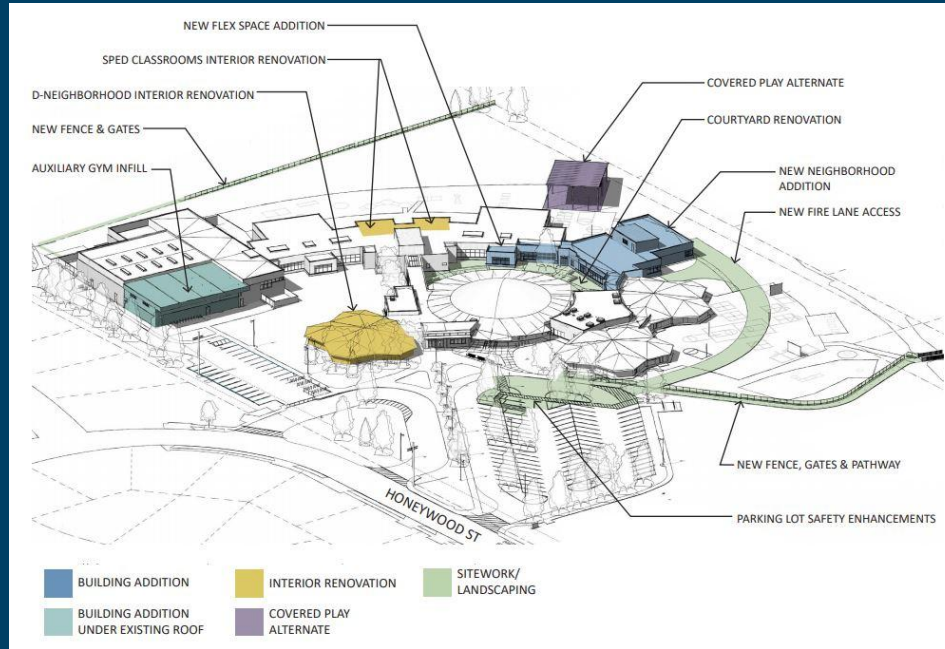 NEW FLEX SPACE ADDITION
SPED CLASSROOMS INTERIOR RENOVATION
D-NEIGHBORHOOD INTERIOR RENOVATION
NEW FENCE & GATES
AUXILIARY GYM INFILL
COVERED PLAY ALTERNATE
COURTYARD RENOVATION
NEW NEIGHBORHOOD
ADDITION
NEW FIRE LANE ACCESS
NEW FENCE, GATES & PATHWAY
PARKING LOT SAFETY ENHANCEMENTS
HONEYWOOD ST
BUILDING ADDITION
BUILDING ADDITION
UNDER EXISTING ROOF
INTERIOR RENOVATION
COVERED PLAY
ALTERNATE
SITEWORK/
LANDSCAPING